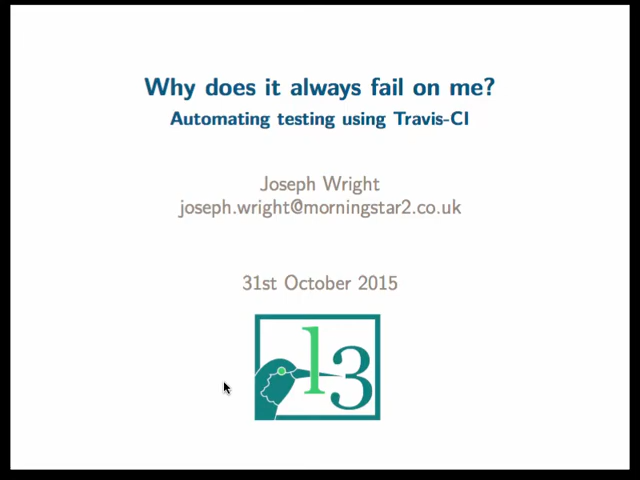 Why does it always fail on me?
Automating testing using Travis-CI
Joseph Wright
joseph.wright@morningstar2.co.uk
31st October 2015
l3